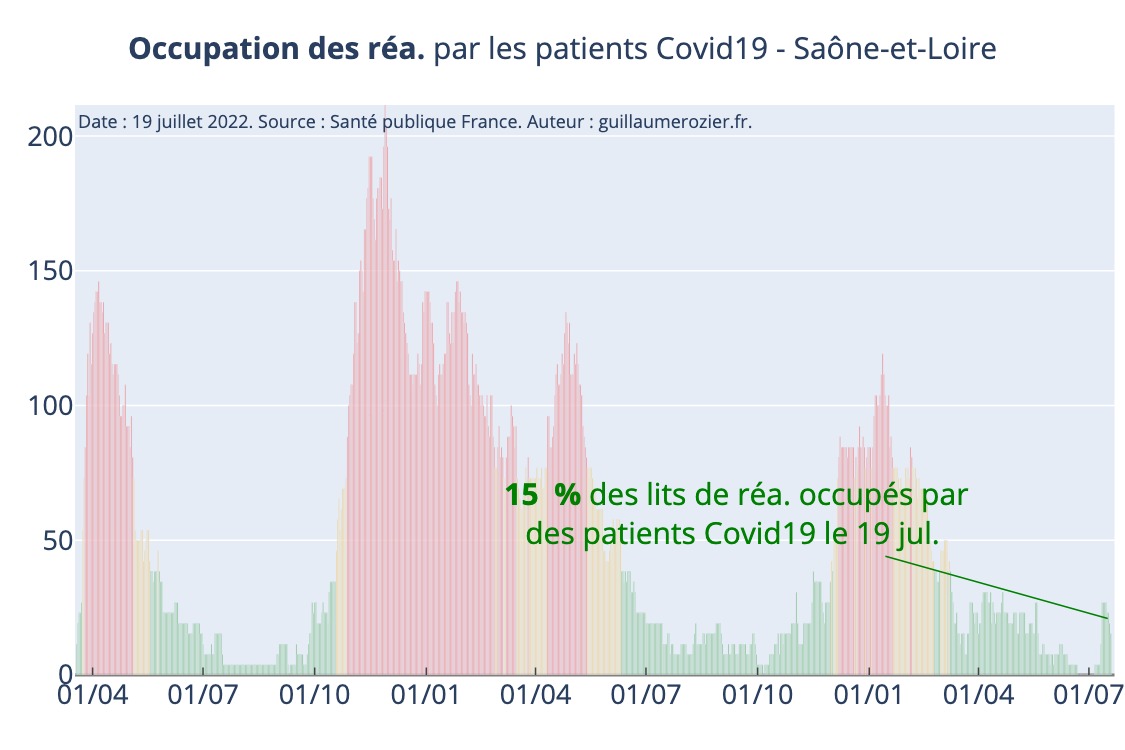 Occupation des réa. par les patients Covid19 - Saône-et-Loire
Date : 19 juillet 2022. Source : Santé publique France. Auteur : guillaumerozier.fr.
200
150
100
50
0
15 % des lits de réa. occupés par
des patients Covid19 le 19 jul.
01/04 01/07 01/10 01/01 01/04 01/07 01/10 01/01 01/04 01/07